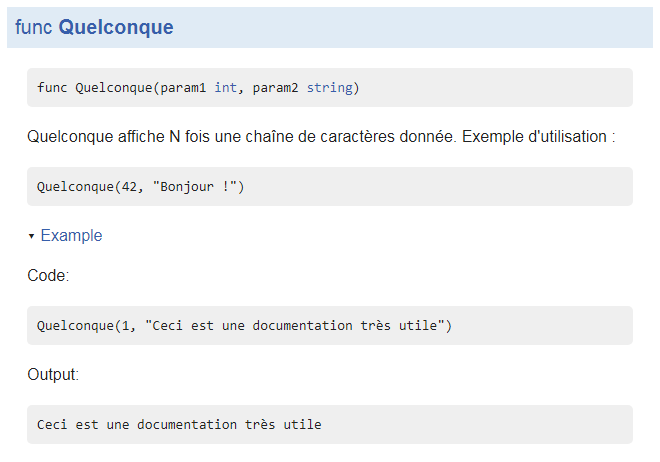 func Quelconque
func Quelconque(param1 int, param2 string)
Quelconque affiche N fois une chaîne de caractères donnée. Exemple d'utilisation :
Quelconque(42, "Bonjour !")
Example
Code:
Quelconque(1, "Ceci est une documentation très utile")
Output:
Ceci est une documentation très utile